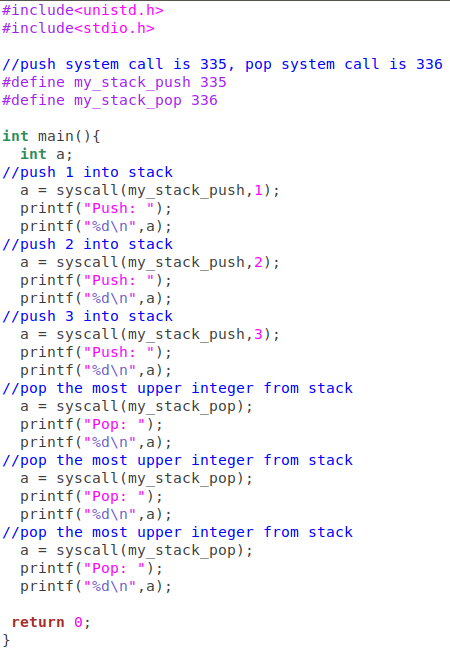 #include<unistd.h>
#include<stdio.h>

//push system call is 335, pop system call is 336
#define my_stack_push 335
#define my_stack_pop 336

int main(){
  int a;
//push 1 into stack
  a = syscall(my_stack_push,1);
  printf("Push: ");
  printf("%d\n",a);
//push 2 into stack
  a = syscall(my_stack_push,2);
  printf("Push: ");
  printf("%d\n",a);
//push 3 into stack
  a = syscall(my_stack_push,3);
  printf("Push: ");
  printf("%d\n",a);
//pop the most upper integer from stack
  a = syscall(my_stack_pop);
  printf("Pop: ");
  printf("%d\n",a);
//pop the most upper integer from stack
  a = syscall(my_stack_pop);
  printf("Pop: ");
  printf("%d\n",a);
//pop the most upper integer from stack
  a = syscall(my_stack_pop);
  printf("Pop: ");
  printf("%d\n",a);

 return 0;
}